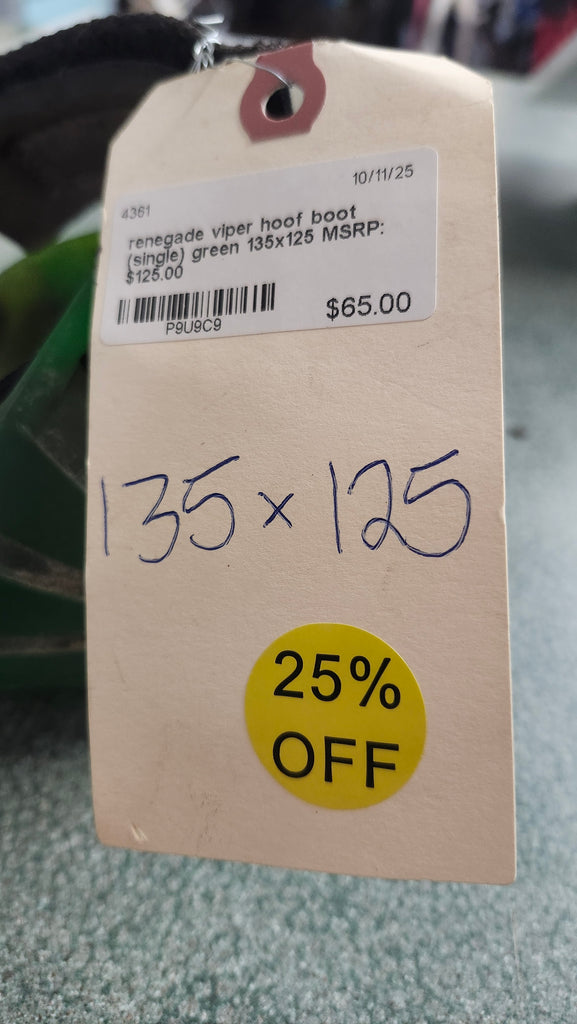 10/11/25
4361
renegade viper hoof boot
(single) green 135x125 MSRP:
$125.00
P9U9C9
$65.00
135 x 125
25%
OFF